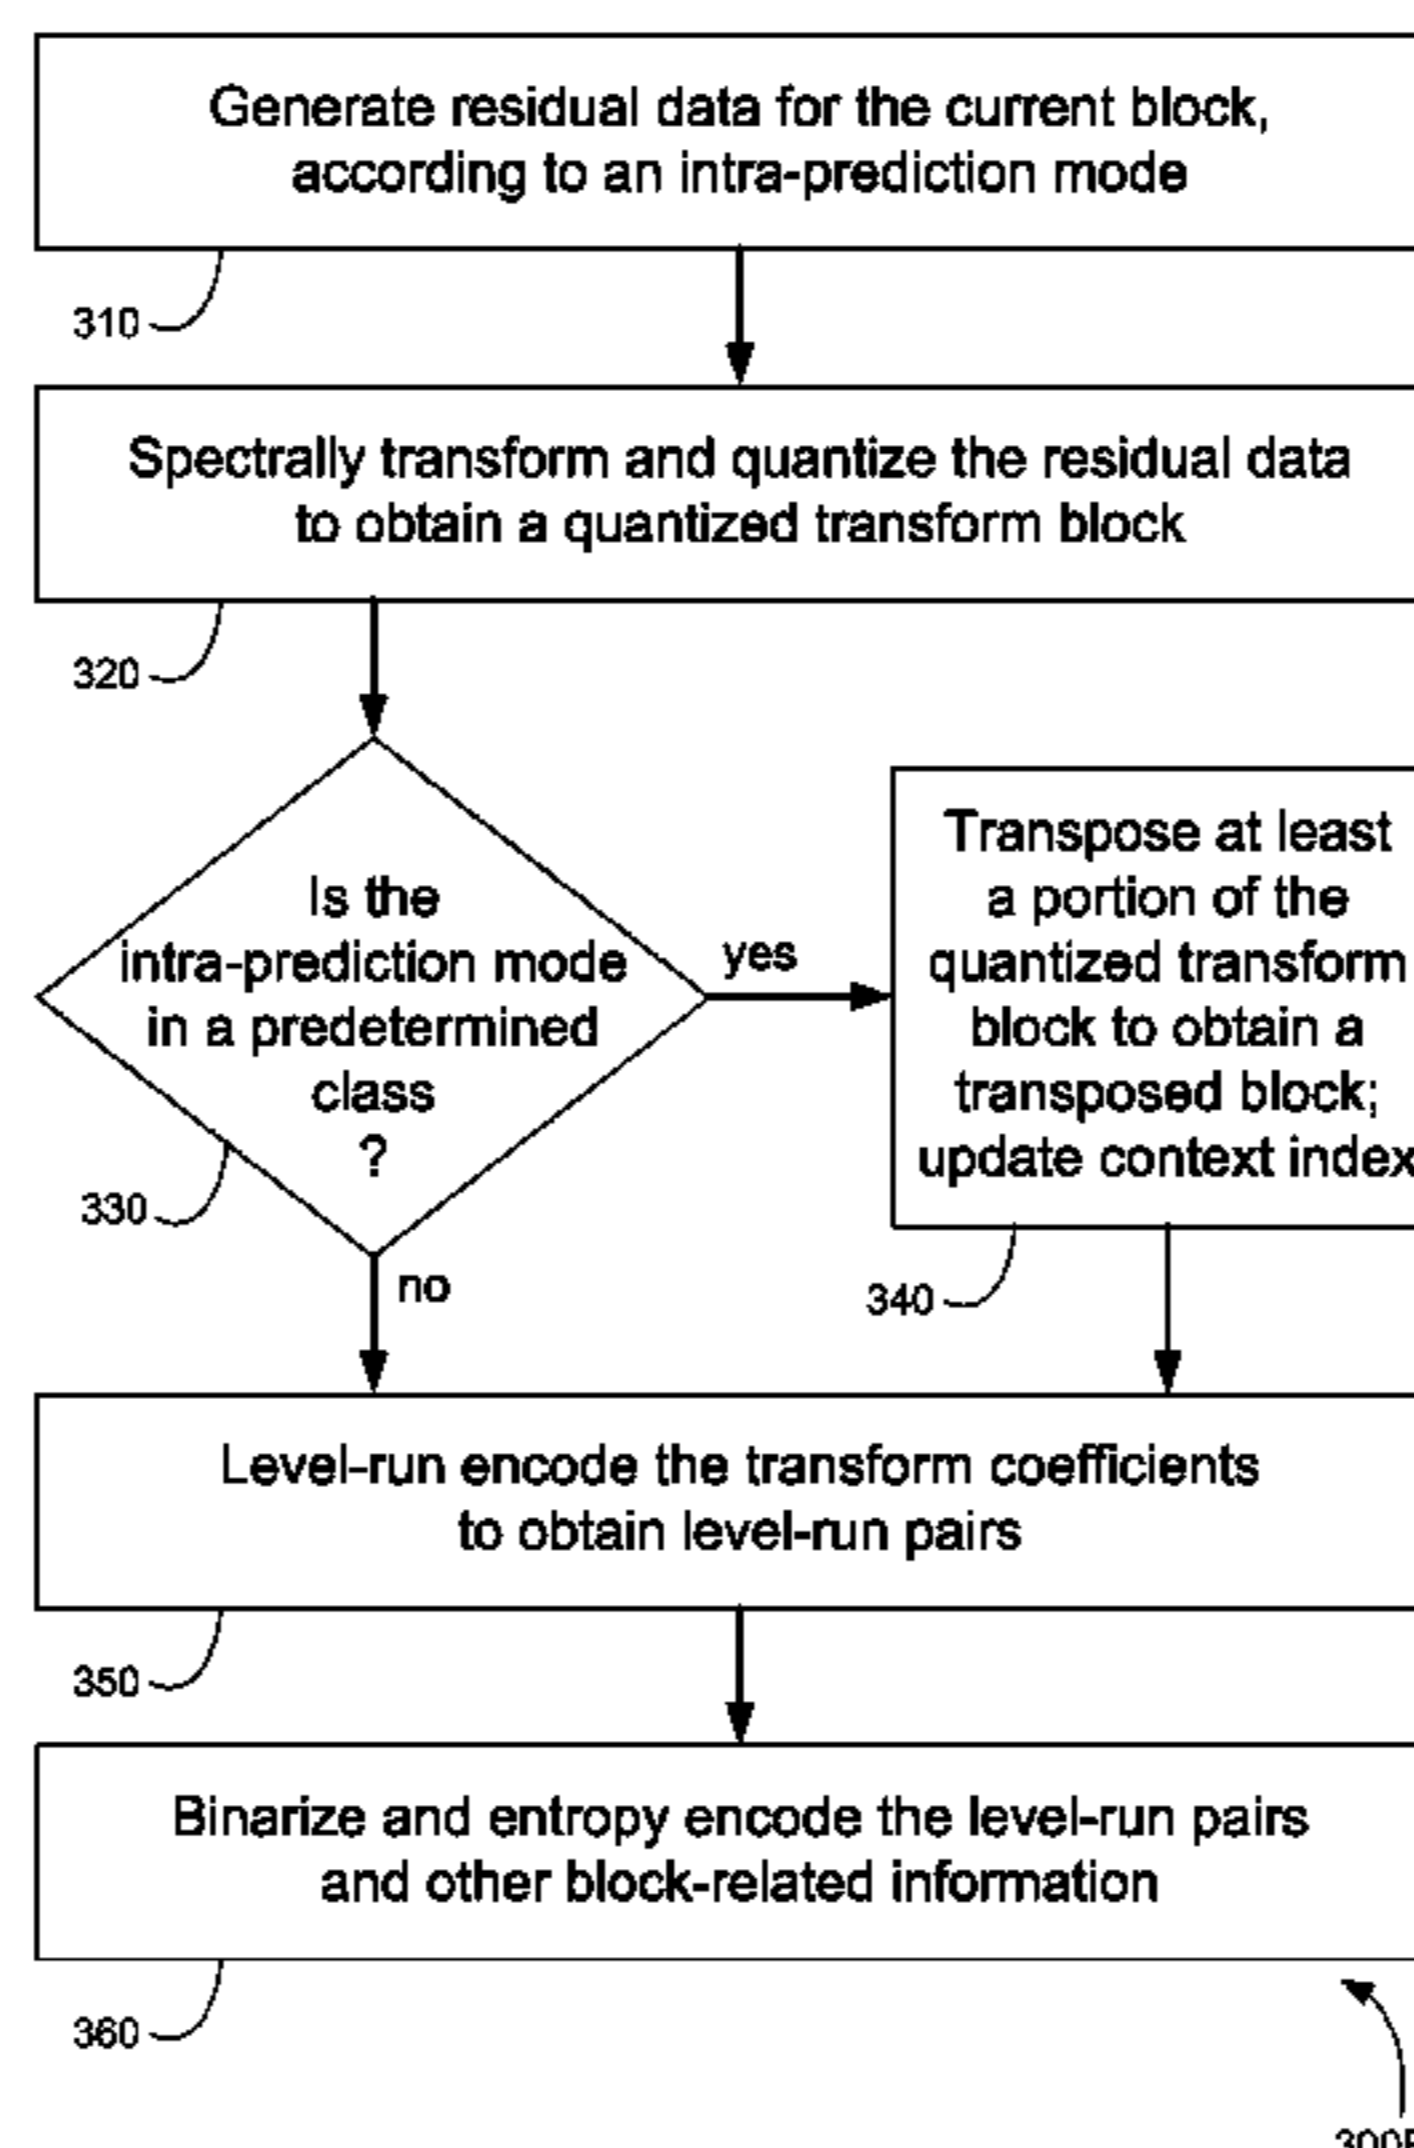 Generate residual data for the current block,
according to an intra-prediction mode
310
Spectrally transform and quantize the residual data
to obtain a quantized transform block
320
Is the
intra-prediction mode
in a predetermined
class
?
yes
330
no
Transpose at least
a portion of the
quantized transform
block to obtain a
transposed block;
update context index
340
Level-run encode the transform coefficients
to obtain level-run pairs
350
Binarize and entropy encode the level-run pairs
and other block-related information
360